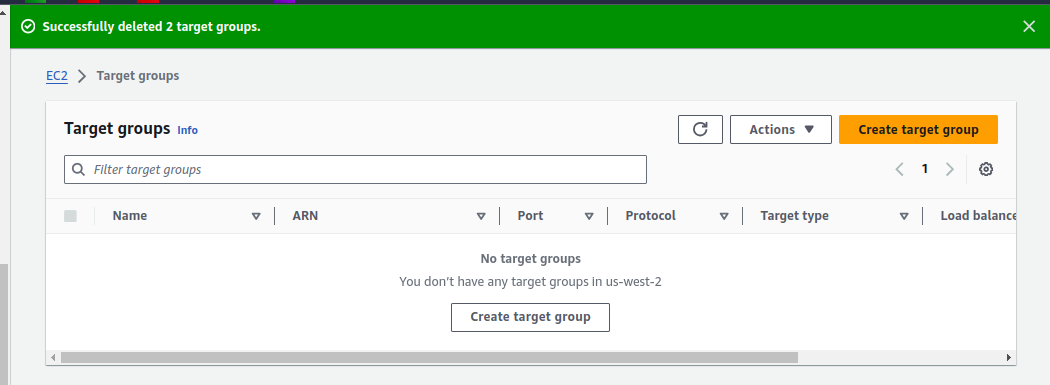 Successfully deleted 2 target groups.
EC2 Target groups
Target groups Info
Actions Create target group
Filter target groups
1
Name ARN Port Protocol Target type Load balance
No target groups
You don't have any target groups in us-west-2
Create target group